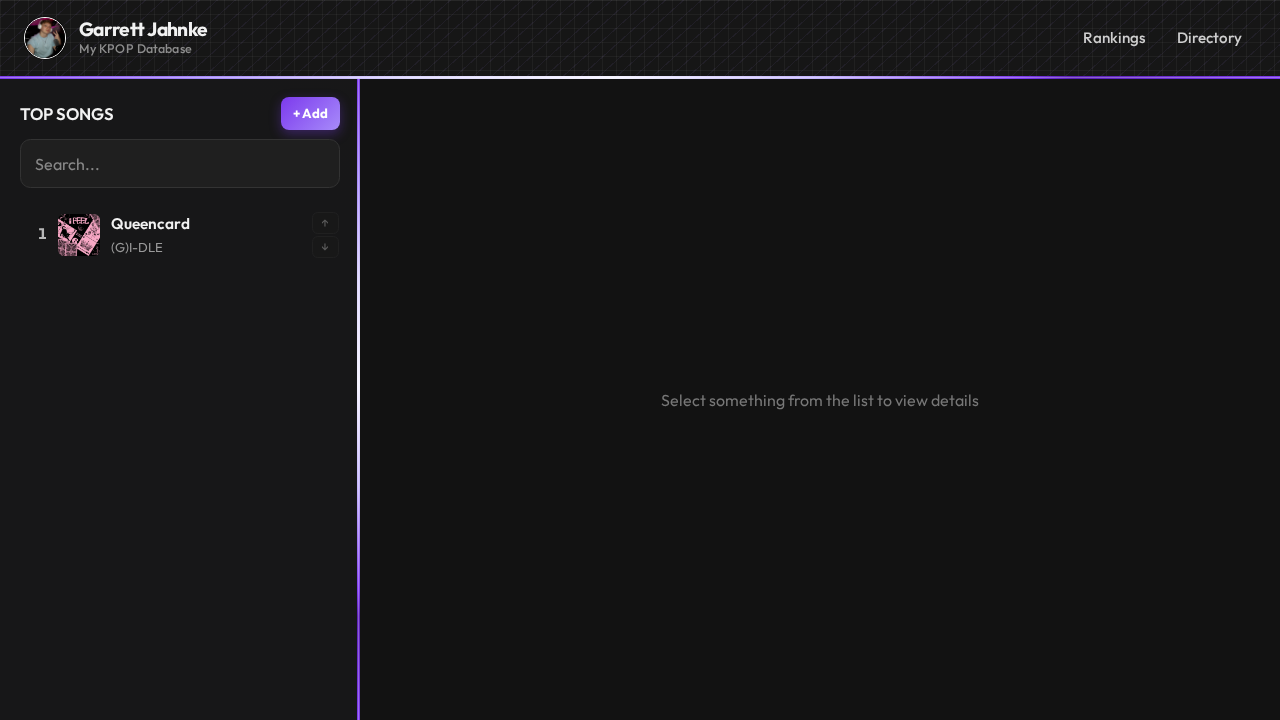 Garrett Jahnke
My KPOP Database
Rankings
Directory
TOP SONGS
+ Add
Search...
1
Queencard
(G)I-DLE
↑
↓
Select something from the list to view details